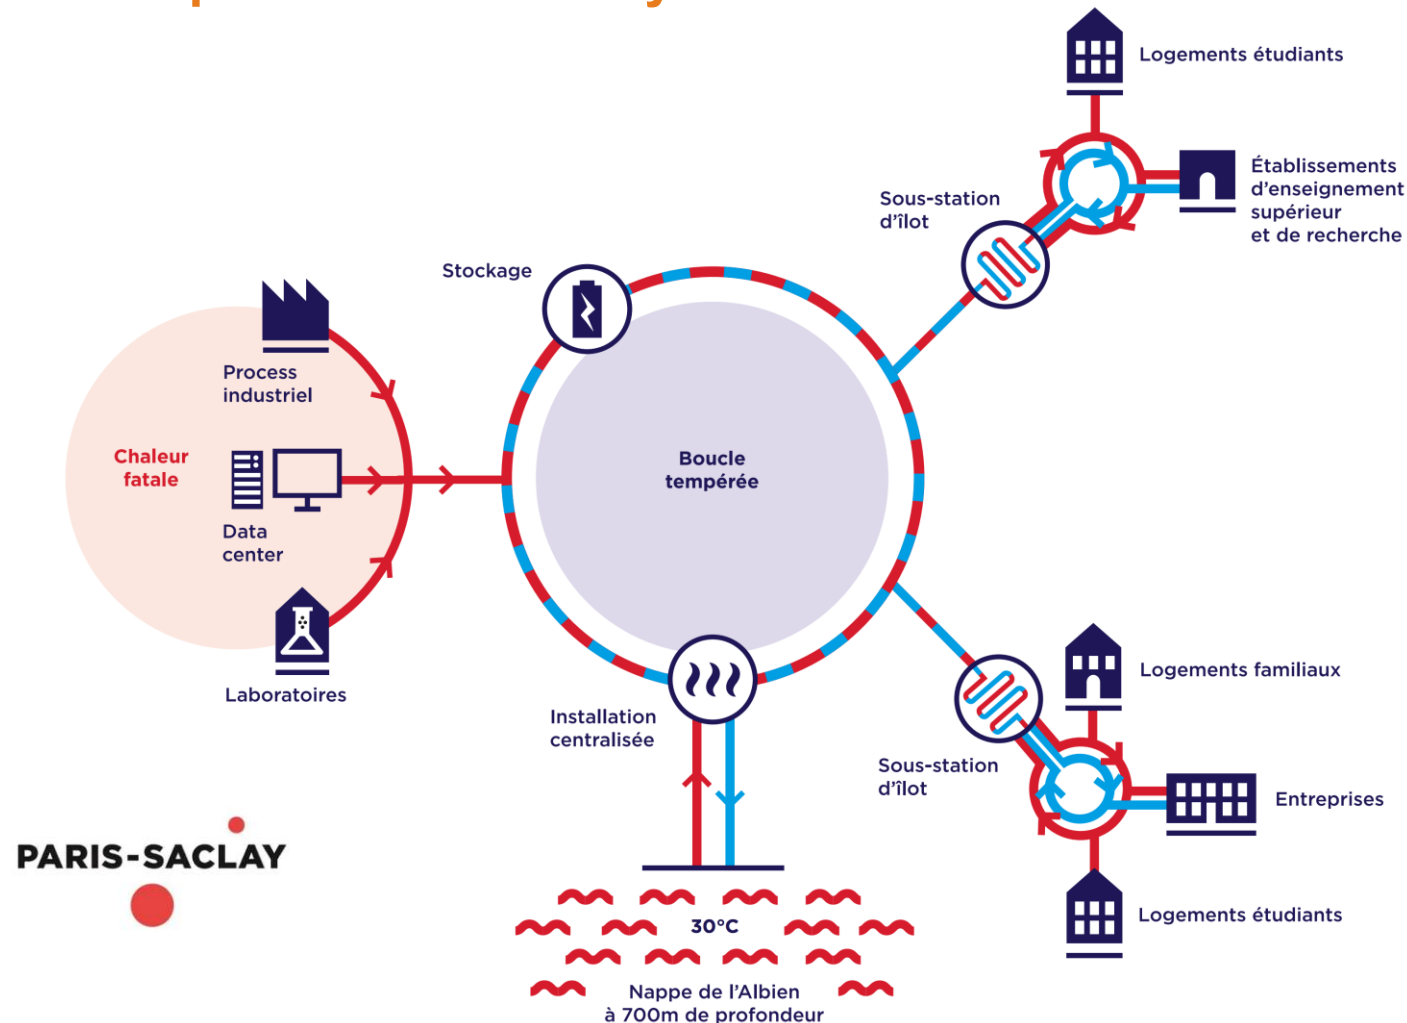 Logements étudiants
Établissements
d’enseignement
supérieur
et de recherche
Sous-station
d’îlot
Stockage
Process
industriel
Chaleur
fatale
Data
center
Laboratoires
Boucle
tempérée
Installation
centralisée
Logements familiaux
Sous-station
d’îlot
Entreprises
Logements étudiants
PARIS-SACLAY
30°C
Nappe de l’Albien
à 700m de profondeur